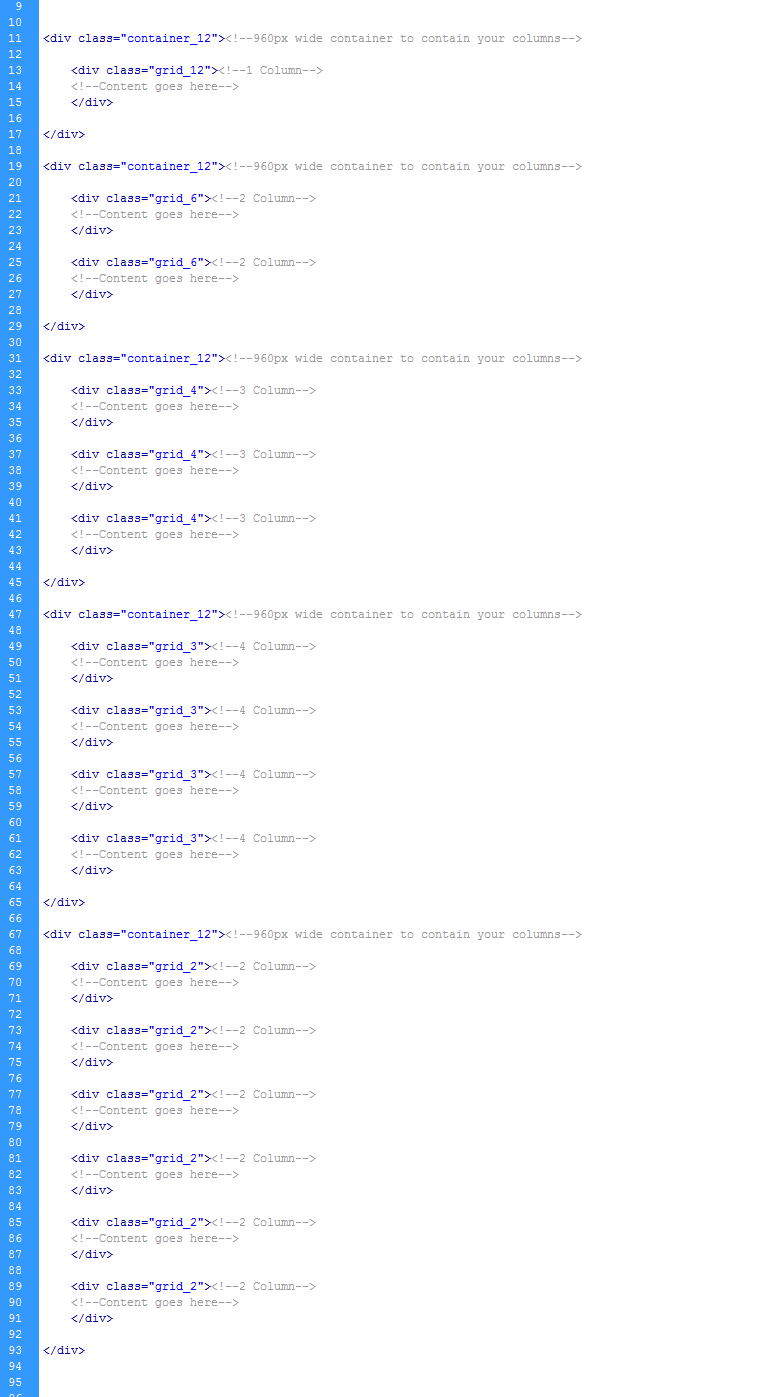 9
10
11 <div class="container_12"><!--960px wide container to contain your columns-->
12
13 <div class="grid_12"><!--1 Column-->
14 <!--Content goes here-->
15 </div>
16
17 </div>
18
19 <div class="container_12"><!--960px wide container to contain your columns-->
20
21 <div class="grid_6"><!--2 Column-->
22 <!--Content goes here-->
23 </div>
24
25 <div class="grid_6"><!--2 Column-->
26 <!--Content goes here-->
27 </div>
28
29 </div>
30
31 <div class="container_12"><!--960px wide container to contain your columns-->
32
33 <div class="grid_4"><!--3 Column-->
34 <!--Content goes here-->
35 </div>
36
37 <div class="grid_4"><!--3 Column-->
38 <!--Content goes here-->
39 </div>
40
41 <div class="grid_4"><!--3 Column-->
42 <!--Content goes here-->
43 </div>
44
45 </div>
46
47 <div class="container_12"><!--960px wide container to contain your columns-->
48
49 <div class="grid_3"><!--4 Column-->
50 <!--Content goes here-->
51 </div>
52
53 <div class="grid_3"><!--4 Column-->
54 <!--Content goes here-->
55 </div>
56
57 <div class="grid_3"><!--4 Column-->
58 <!--Content goes here-->
59 </div>
60
61 <div class="grid_3"><!--4 Column-->
62 <!--Content goes here-->
63 </div>
64
65 </div>
66
67 <div class="container_12"><!--960px wide container to contain your columns-->
68
69 <div class="grid_2"><!--2 Column-->
70 <!--Content goes here-->
71 </div>
72
73 <div class="grid_2"><!--2 Column-->
74 <!--Content goes here-->
75 </div>
76
77 <div class="grid_2"><!--2 Column-->
78 <!--Content goes here-->
79 </div>
80
81 <div class="grid_2"><!--2 Column-->
82 <!--Content goes here-->
83 </div>
84
85 <div class="grid_2"><!--2 Column-->
86 <!--Content goes here-->
87 </div>
88
89 <div class="grid_2"><!--2 Column-->
90 <!--Content goes here-->
91 </div>
92
93 </div>
94
95